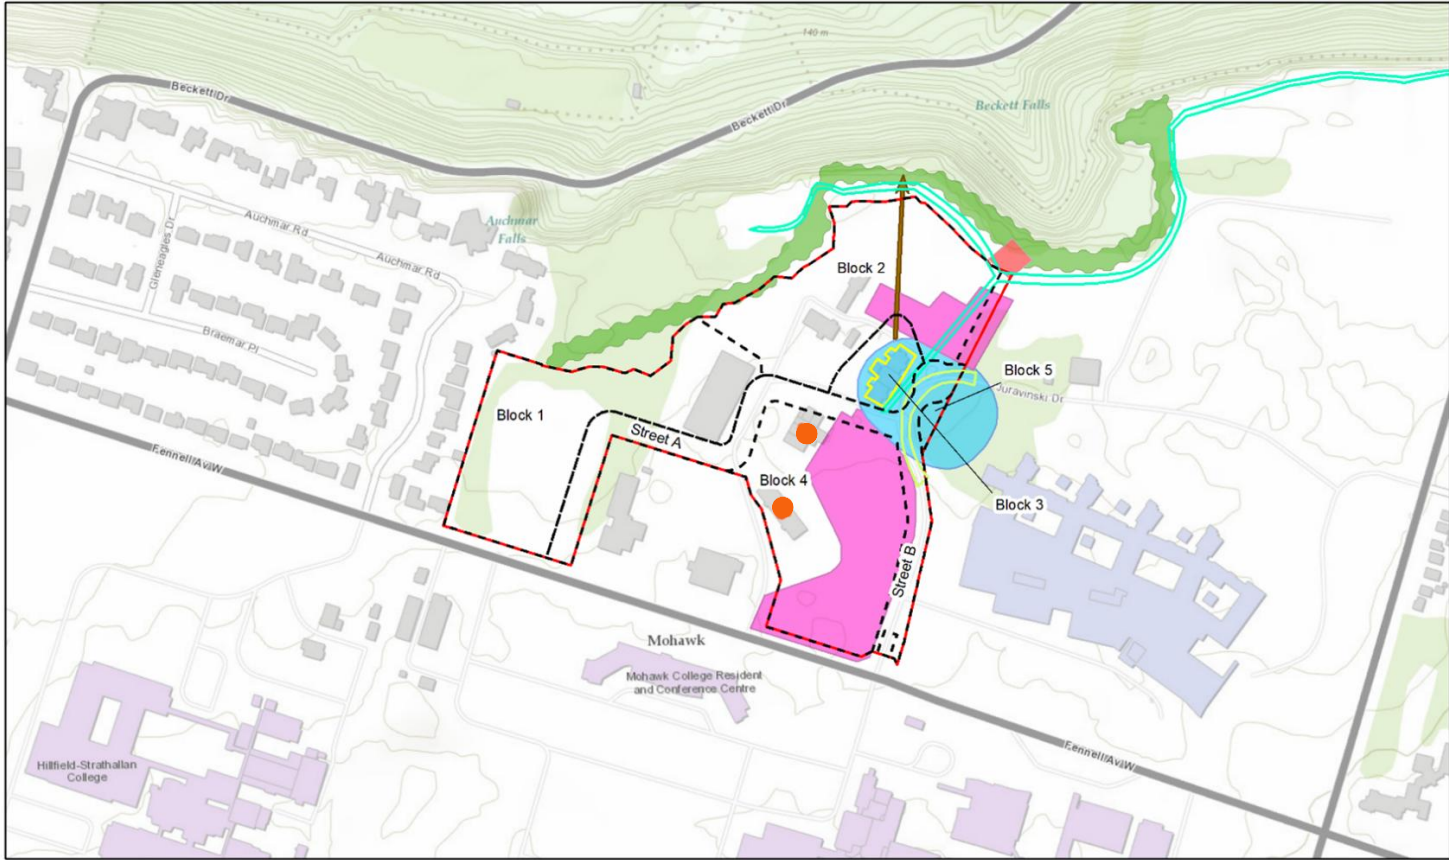 140 m
Beckett Dr
Beckett Falls
Beckett Dr
Auchmar Rd
Auchmar
Falls
Gleneagles Dr
Auchmar Rd
Block 2
Braemar Pl
Block 5
Juravinski Dr
Block 1
Street A
Fennell Av W
Block 4
Block 3
Street B
Mohawk
Mohawk College Resident
and Conference Centre
Fennell Av W
Hillfield-Strathallan
College